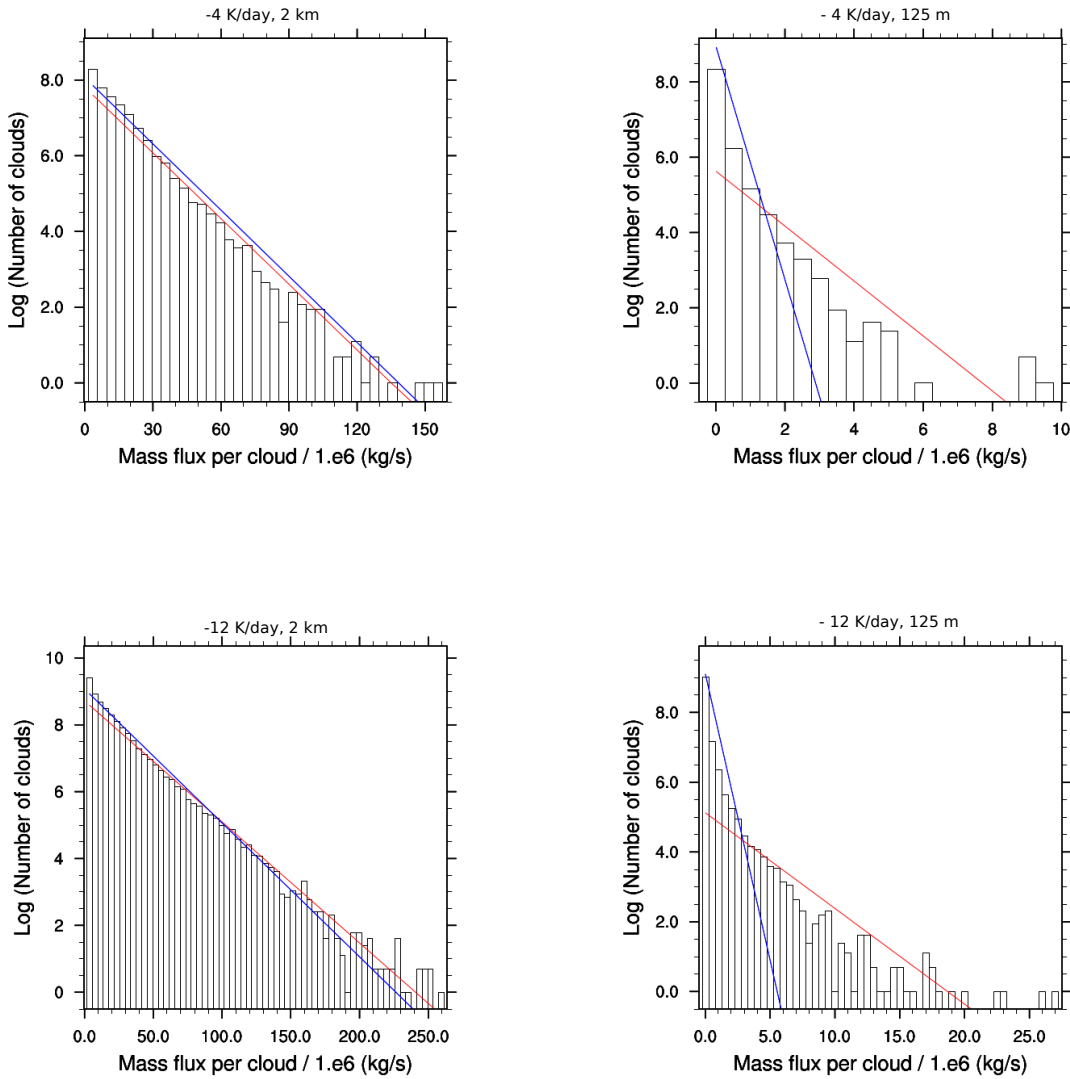 -4 K/day, 2 km
8.0
6.0
4.0
2.0
0.0
Log (Number of clouds)
0 30 60 90 120 150
Mass flux per cloud / 1.e6 (kg/s)
- 4 K/day, 125 m
8.0
6.0
4.0
2.0
0.0
Log (Number of clouds)
0 2 4 6 8 10
Mass flux per cloud / 1.e6 (kg/s)
-12 K/day, 2 km
10
8
6
4
2
0
Log (Number of clouds)
0.0 50.0 100.0 150.0 200.0 250.0
Mass flux per cloud / 1.e6 (kg/s)
- 12 K/day, 125 m
8.0
6.0
4.0
2.0
0.0
Log (Number of clouds)
0.0 5.0 10.0 15.0 20.0 25.0
Mass flux per cloud / 1.e6 (kg/s)